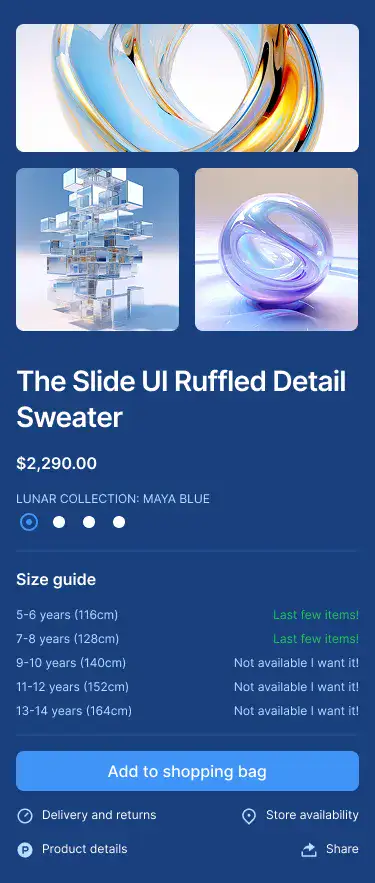 The Slide UI Ruffled Detail
Sweater
$2,290.00
LUNAR COLLECTION: MAYA BLUE
Size guide
5-6 years (116cm) Last few items!
7-8 years (128cm) Last few items!
9-10 years (140cm) Not available I want it!
11-12 years (152cm) Not available I want it!
13-14 years (164cm) Not available I want it!
Add to shopping bag
Delivery and returns Store availability
P Product details Share